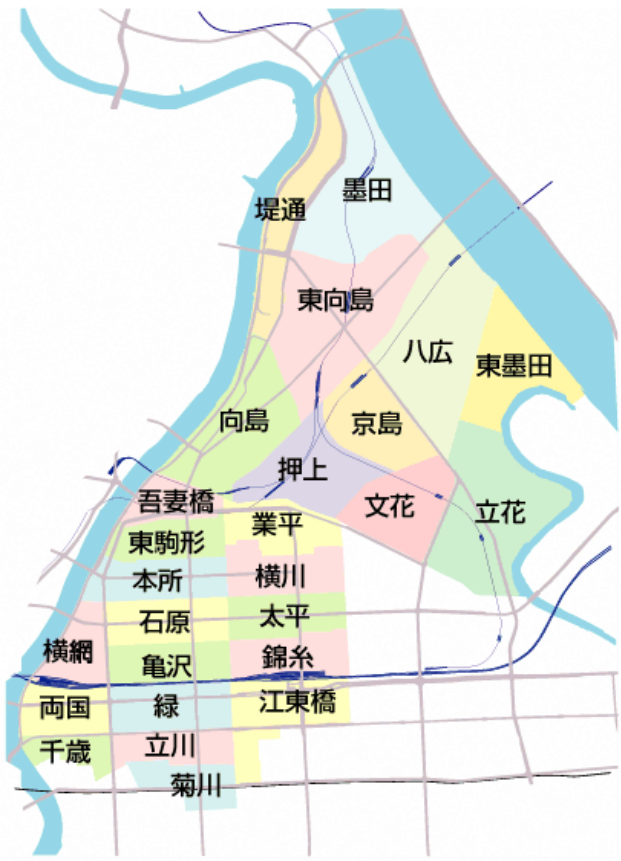 墨田
堤通
東向島
八広
東墨田
向島
京島
押上
吾妻橋
文花
立花
業平
東駒形
本所
横川
石原
太平
横網
亀沢
錦糸
両国
緑
江東橋
千歳
立川
菊川